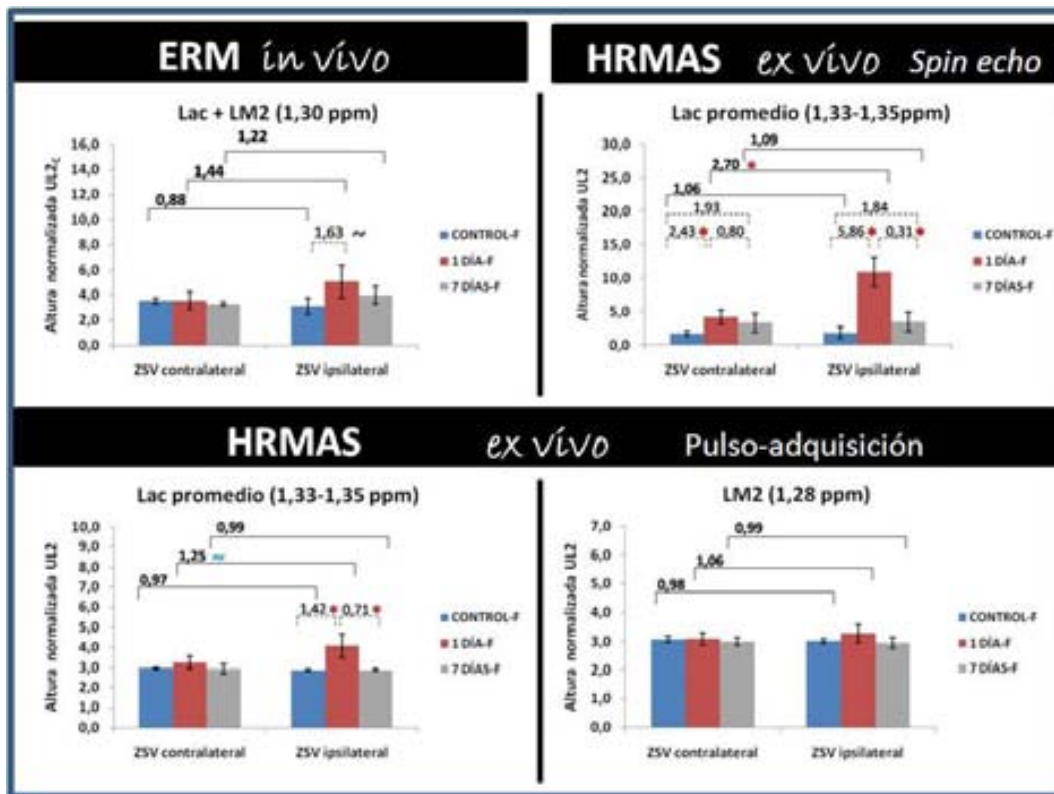 ERM in vivo
Lac + LM2 (1,30 ppm)
Altura normalizada UL2
16,0
14,0
12,0
10,0
8,0
6,0
4,0
2,0
0,0
1,22
1,44
0,88
1,63 ~
ZSV contralateral
ZSV ipsilateral
CONTROL-F
1 DÍA-F
7 DÍAS-F
HRMAS ex vivo Spin echo
Lac promedio (1,33-1,35ppm)
Altura normalizada UL2
30,0
25,0
20,0
15,0
10,0
5,0
0,0
1,09
2,70 *
1,06
1,93
2,43 * 0,80
1,84
5,86 * 0,31 *
ZSV contralateral
ZSV ipsilateral
CONTROL-F
1 DÍA-F
7 DÍAS-F
HRMAS ex vivo Pulso-adquisición
Lac promedio (1,33-1,35 ppm)
Altura normalizada UL2
10,0
9,0
8,0
7,0
6,0
5,0
4,0
3,0
2,0
1,0
0,0
0,99
1,25 ≈
0,97
1,42 * 0,71 *
ZSV contralateral
ZSV ipsilateral
CONTROL-F
1 DÍA-F
7 DÍAS-F
LM2 (1,28 ppm)
Altura normalizada UL2
7,0
6,0
5,0
4,0
3,0
2,0
1,0
0,0
0,99
1,06
0,98
ZSV contralateral
ZSV ipsilateral
CONTROL-F
1 DÍA-F
7 DÍAS-F